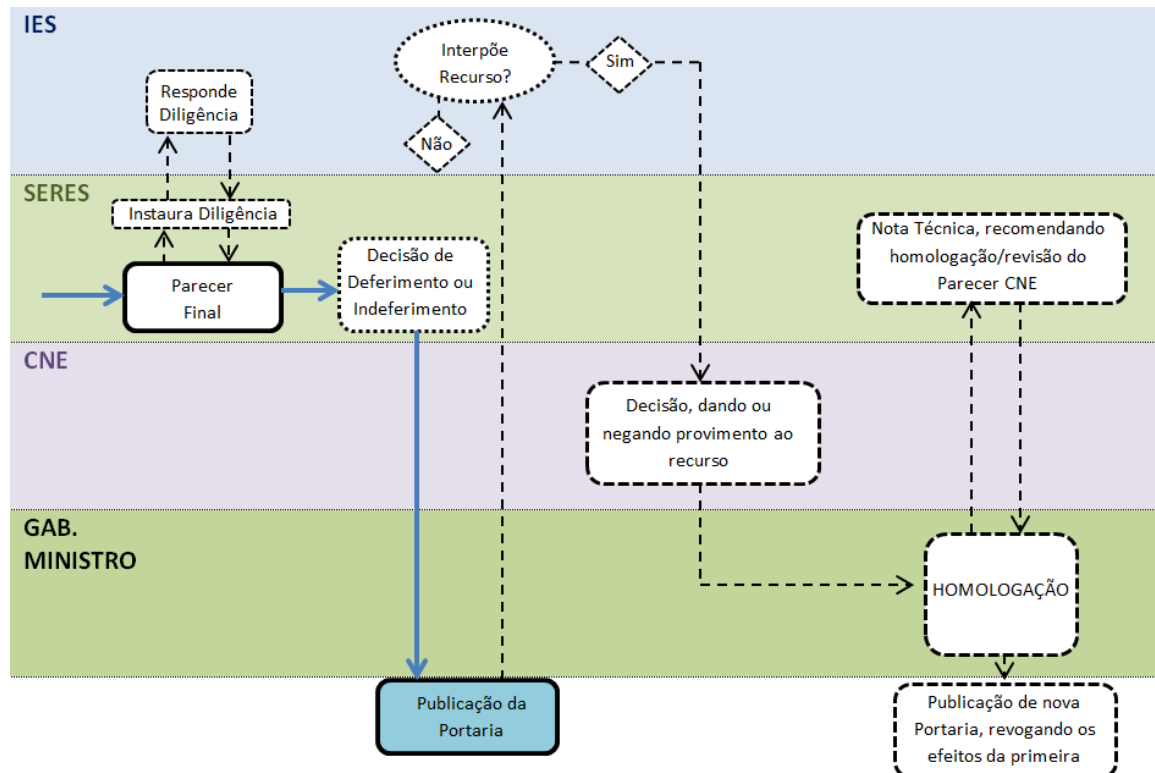 IES
Interpõe
Recurso?
Sim
Não
Responde
Diligência
SERES
Instaura Diligência
Parecer
Final
Decisão de
Deferimento ou
Indeferimento
Nota Técnica, recomendando
homologação/revisão do
Parecer CNE
CNE
Decisão, dando ou
negando provimento ao
recurso
GAB.
MINISTRO
HOMOLOGAÇÃO
Publicação da
Portaria
Publicação de nova
Portaria, revogando os
efeitos da primeira